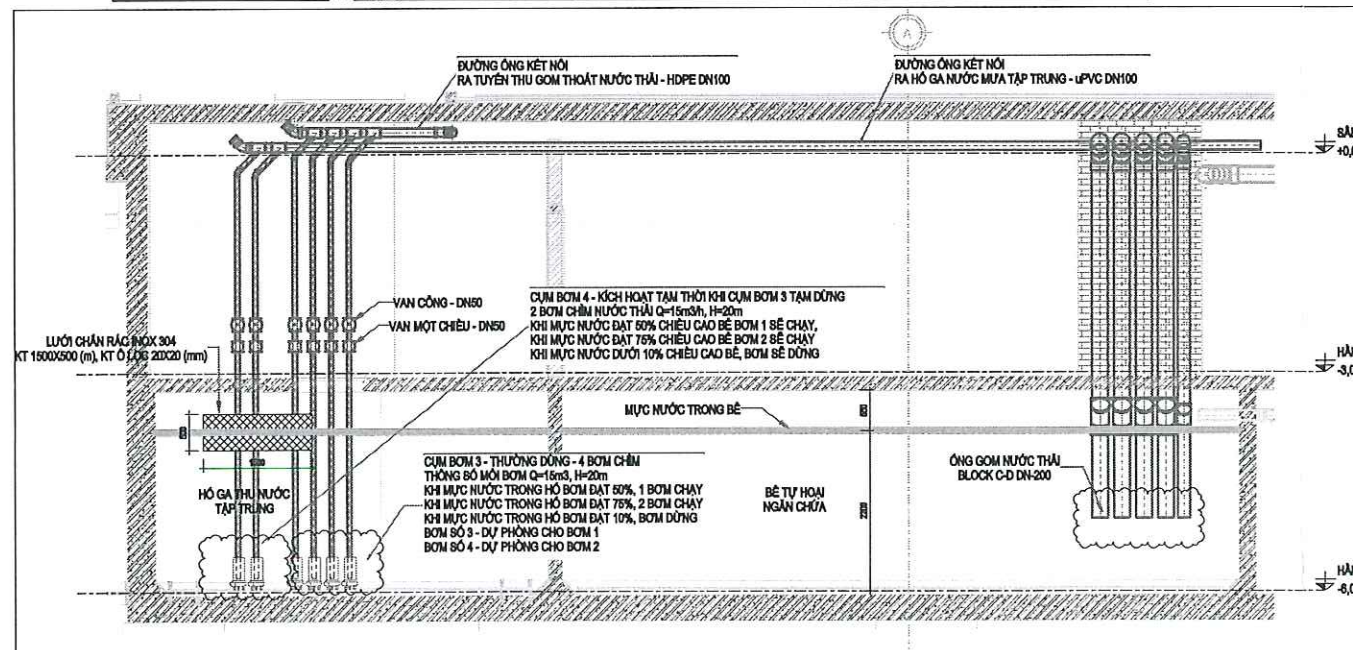 A
ĐƯỜNG ỐNG KẾT NỐI
RA TUYẾN THU GOM THOÁT NƯỚC THẢI - HDPE DN100
ĐƯỜNG ỐNG KẾT NỐI
RA HỐ GA NƯỚC MƯA TẬP TRUNG - uPVC DN100
+0,0
VAN CỔNG - DN50
VAN MỘT CHIỀU - DN50
LƯỚI CHẮN RÁC INOX 304
KT 1500X500 (m), KT Ô LỌC 20X20 (mm)
CỤM BƠM 4 - KÍCH HOẠT TẠM THỜI KHI CỤM BƠM 3 TẠM DỪNG
2 BƠM CHÌM NƯỚC THẢI Q=15m3/h, H=20m
KHI MỰC NƯỚC ĐẠT 50% CHIỀU CAO BỂ BƠM 1 SẼ CHẠY,
KHI MỰC NƯỚC ĐẠT 75% CHIỀU CAO BỂ BƠM 2 SẼ CHẠY
KHI MỰC NƯỚC DƯỚI 10% CHIỀU CAO BỂ, BƠM SẼ DỪNG
-3,0
MỰC NƯỚC TRONG BỂ
CỤM BƠM 3 - THƯỜNG DÙNG - 4 BƠM CHÌM
THÔNG SỐ MỖI BƠM Q=15m3, H=20m
KHI MỰC NƯỚC TRONG HỐ BƠM ĐẠT 50%, 1 BƠM CHẠY
KHI MỰC NƯỚC TRONG HỐ BƠM ĐẠT 75%, 2 BƠM CHẠY
KHI MỰC NƯỚC TRONG HỐ BƠM ĐẠT 10%, BƠM DỪNG
BƠM SỐ 3 - DỰ PHÒNG CHO BƠM 1
BƠM SỐ 4 - DỰ PHÒNG CHO BƠM 2
HỐ GA THU NƯỚC
TẬP TRUNG
BỂ TỰ HOẠI
NGĂN CHỨA
ỐNG GOM NƯỚC THẢI
BLOCK C-D DN-200
-6,0